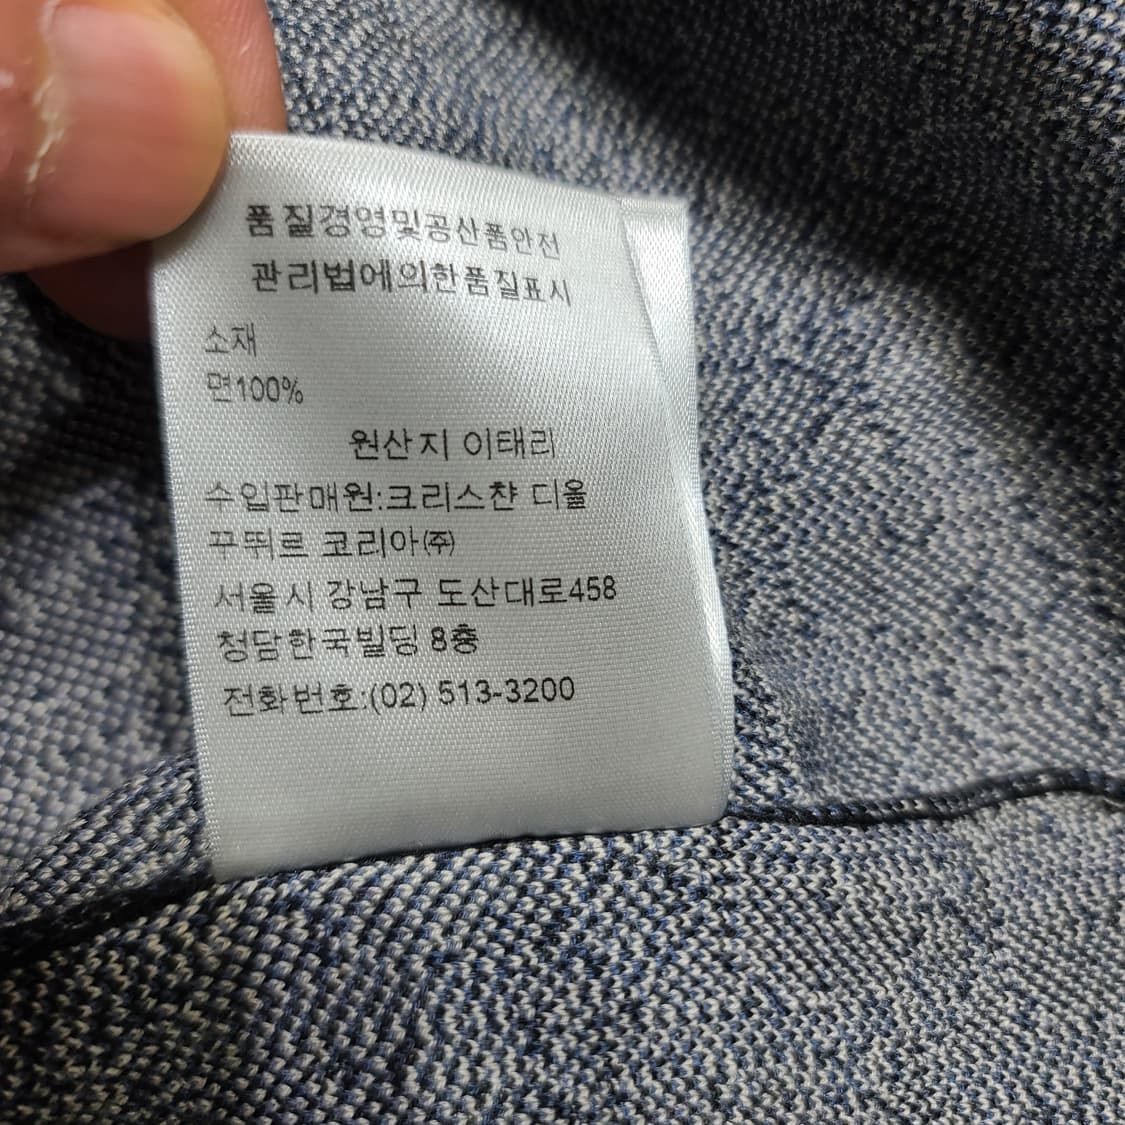 품질경영및공산품안전
관리법에의한품질표시
소재
면100%
원산지 이태리
수입판매원:크리스챤 디올
꾸뛰르 코리아㈜
서울시 강남구 도산대로458
청담한국빌딩 8층
전화번호:(02) 513-3200